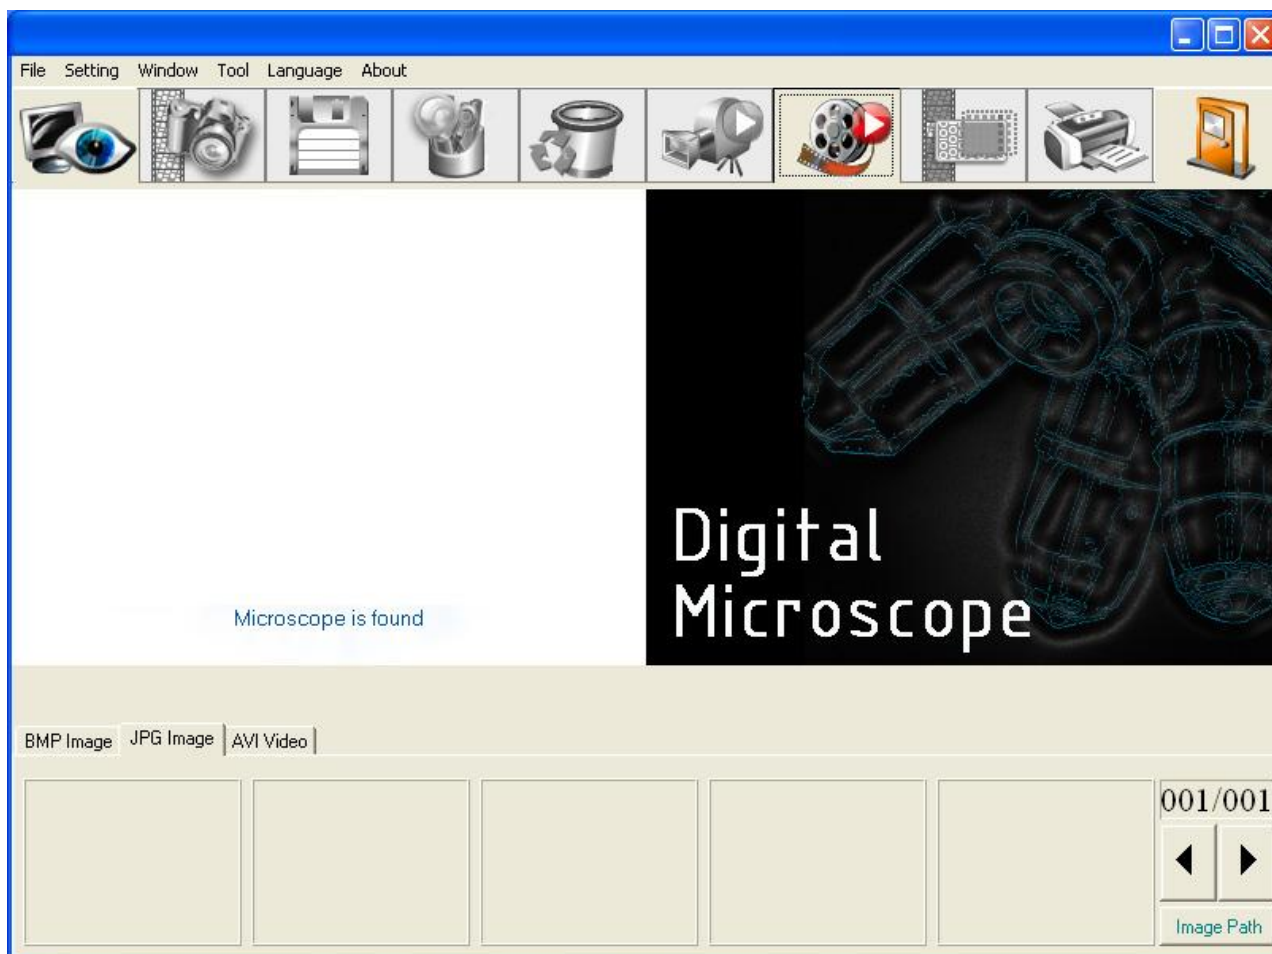 File Setting Window Tool Language About
Digital
Microscope
Microscope is found
BMP Image JPG Image AVI Video
001/001
Image Path